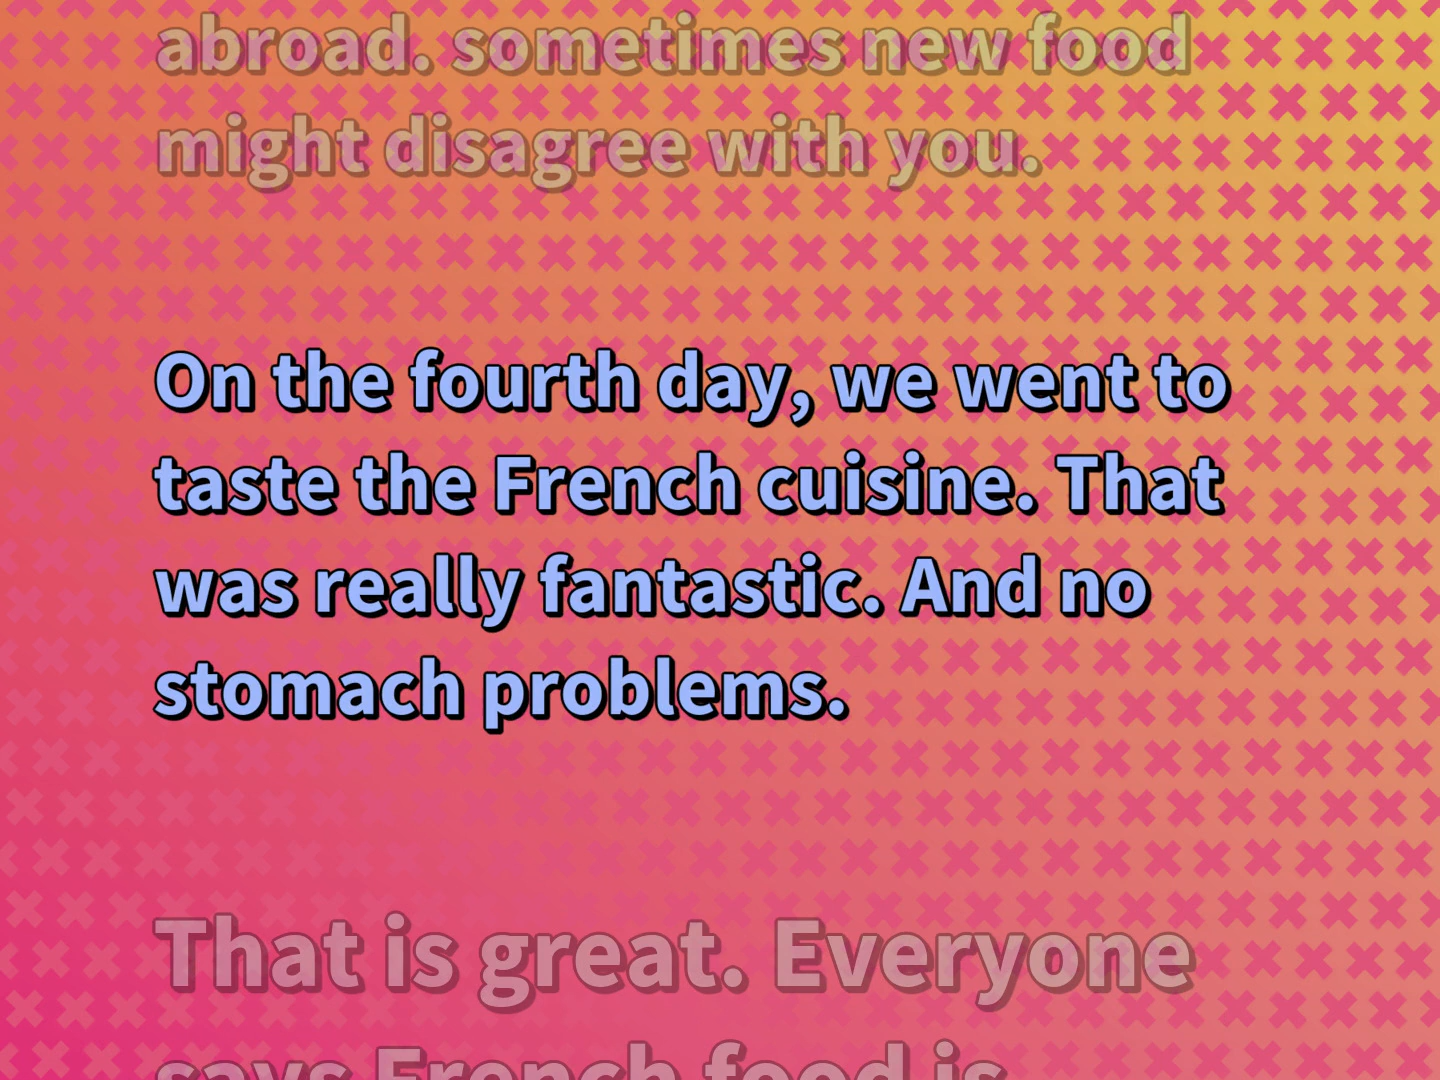 abroad. sometimes new food
might disagree with you.
On the fourth day, we went to
taste the French cuisine. That
was really fantastic. And no
stomach problems.
That is great. Everyone
says French food is